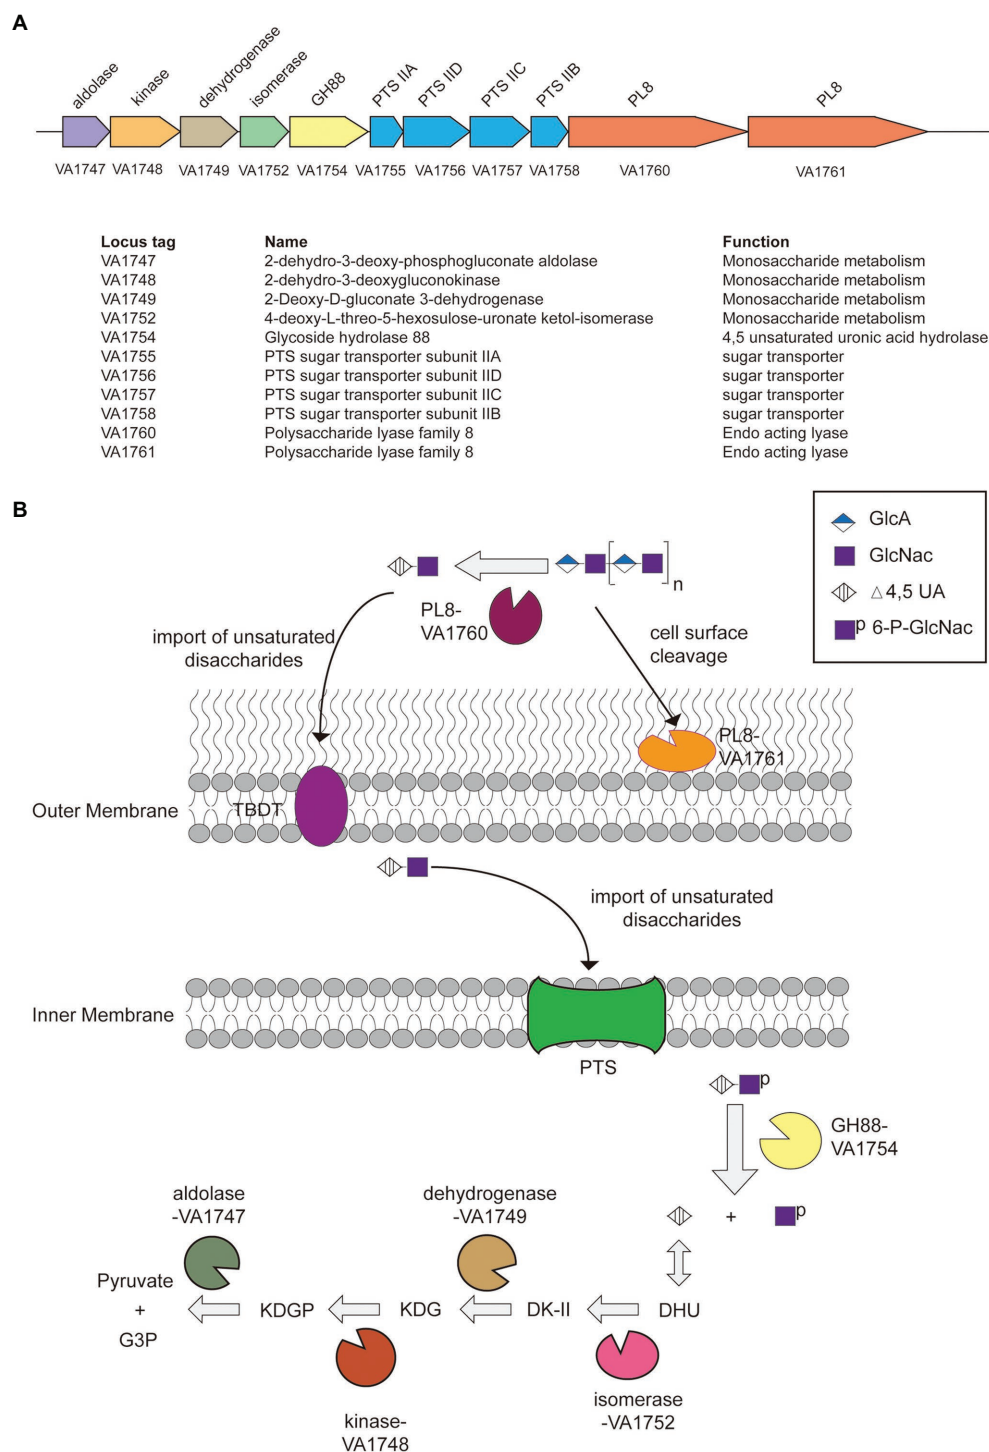 A
aldolase
kinase
dehydrogenase
isomerase
GH88
PTS IIA
PTS IID
PTS IIC
PTS IIB
PL8
PL8
VA1747
VA1748
VA1749
VA1752
VA1754
VA1755
VA1756
VA1757
VA1758
VA1760
VA1761
Locus tag Name Function
VA1747 2-dehydro-3-deoxy-phosphogluconate aldolase Monosaccharide metabolism
VA1748 2-dehydro-3-deoxygluconokinase Monosaccharide metabolism
VA1749 2-Deoxy-D-gluconate 3-dehydrogenase Monosaccharide metabolism
VA1752 4-deoxy-L-threo-5-hexosulose-uronate ketol-isomerase Monosaccharide metabolism
VA1754 Glycoside hydrolase 88 4,5 unsaturated uronic acid hydrolase
VA1755 PTS sugar transporter subunit IIA sugar transporter
VA1756 PTS sugar transporter subunit IID sugar transporter
VA1757 PTS sugar transporter subunit IIC sugar transporter
VA1758 PTS sugar transporter subunit IIB sugar transporter
VA1760 Polysaccharide lyase family 8 Endo acting lyase
VA1761 Polysaccharide lyase family 8 Endo acting lyase
B
GlcA
GlcNac
△4,5 UA
p 6-P-GlcNac
n
PL8-
VA1760
import of unsaturated
disaccharides
cell surface
cleavage
PL8-
VA1761
Outer Membrane
TBDT
import of unsaturated
disaccharides
Inner Membrane
PTS
p
GH88-
VA1754
+
p
aldolase
-VA1747
dehydrogenase
-VA1749
Pyruvate
+
G3P
KDGP
KDG
DK-II
DHU
kinase-
VA1748
isomerase
-VA1752